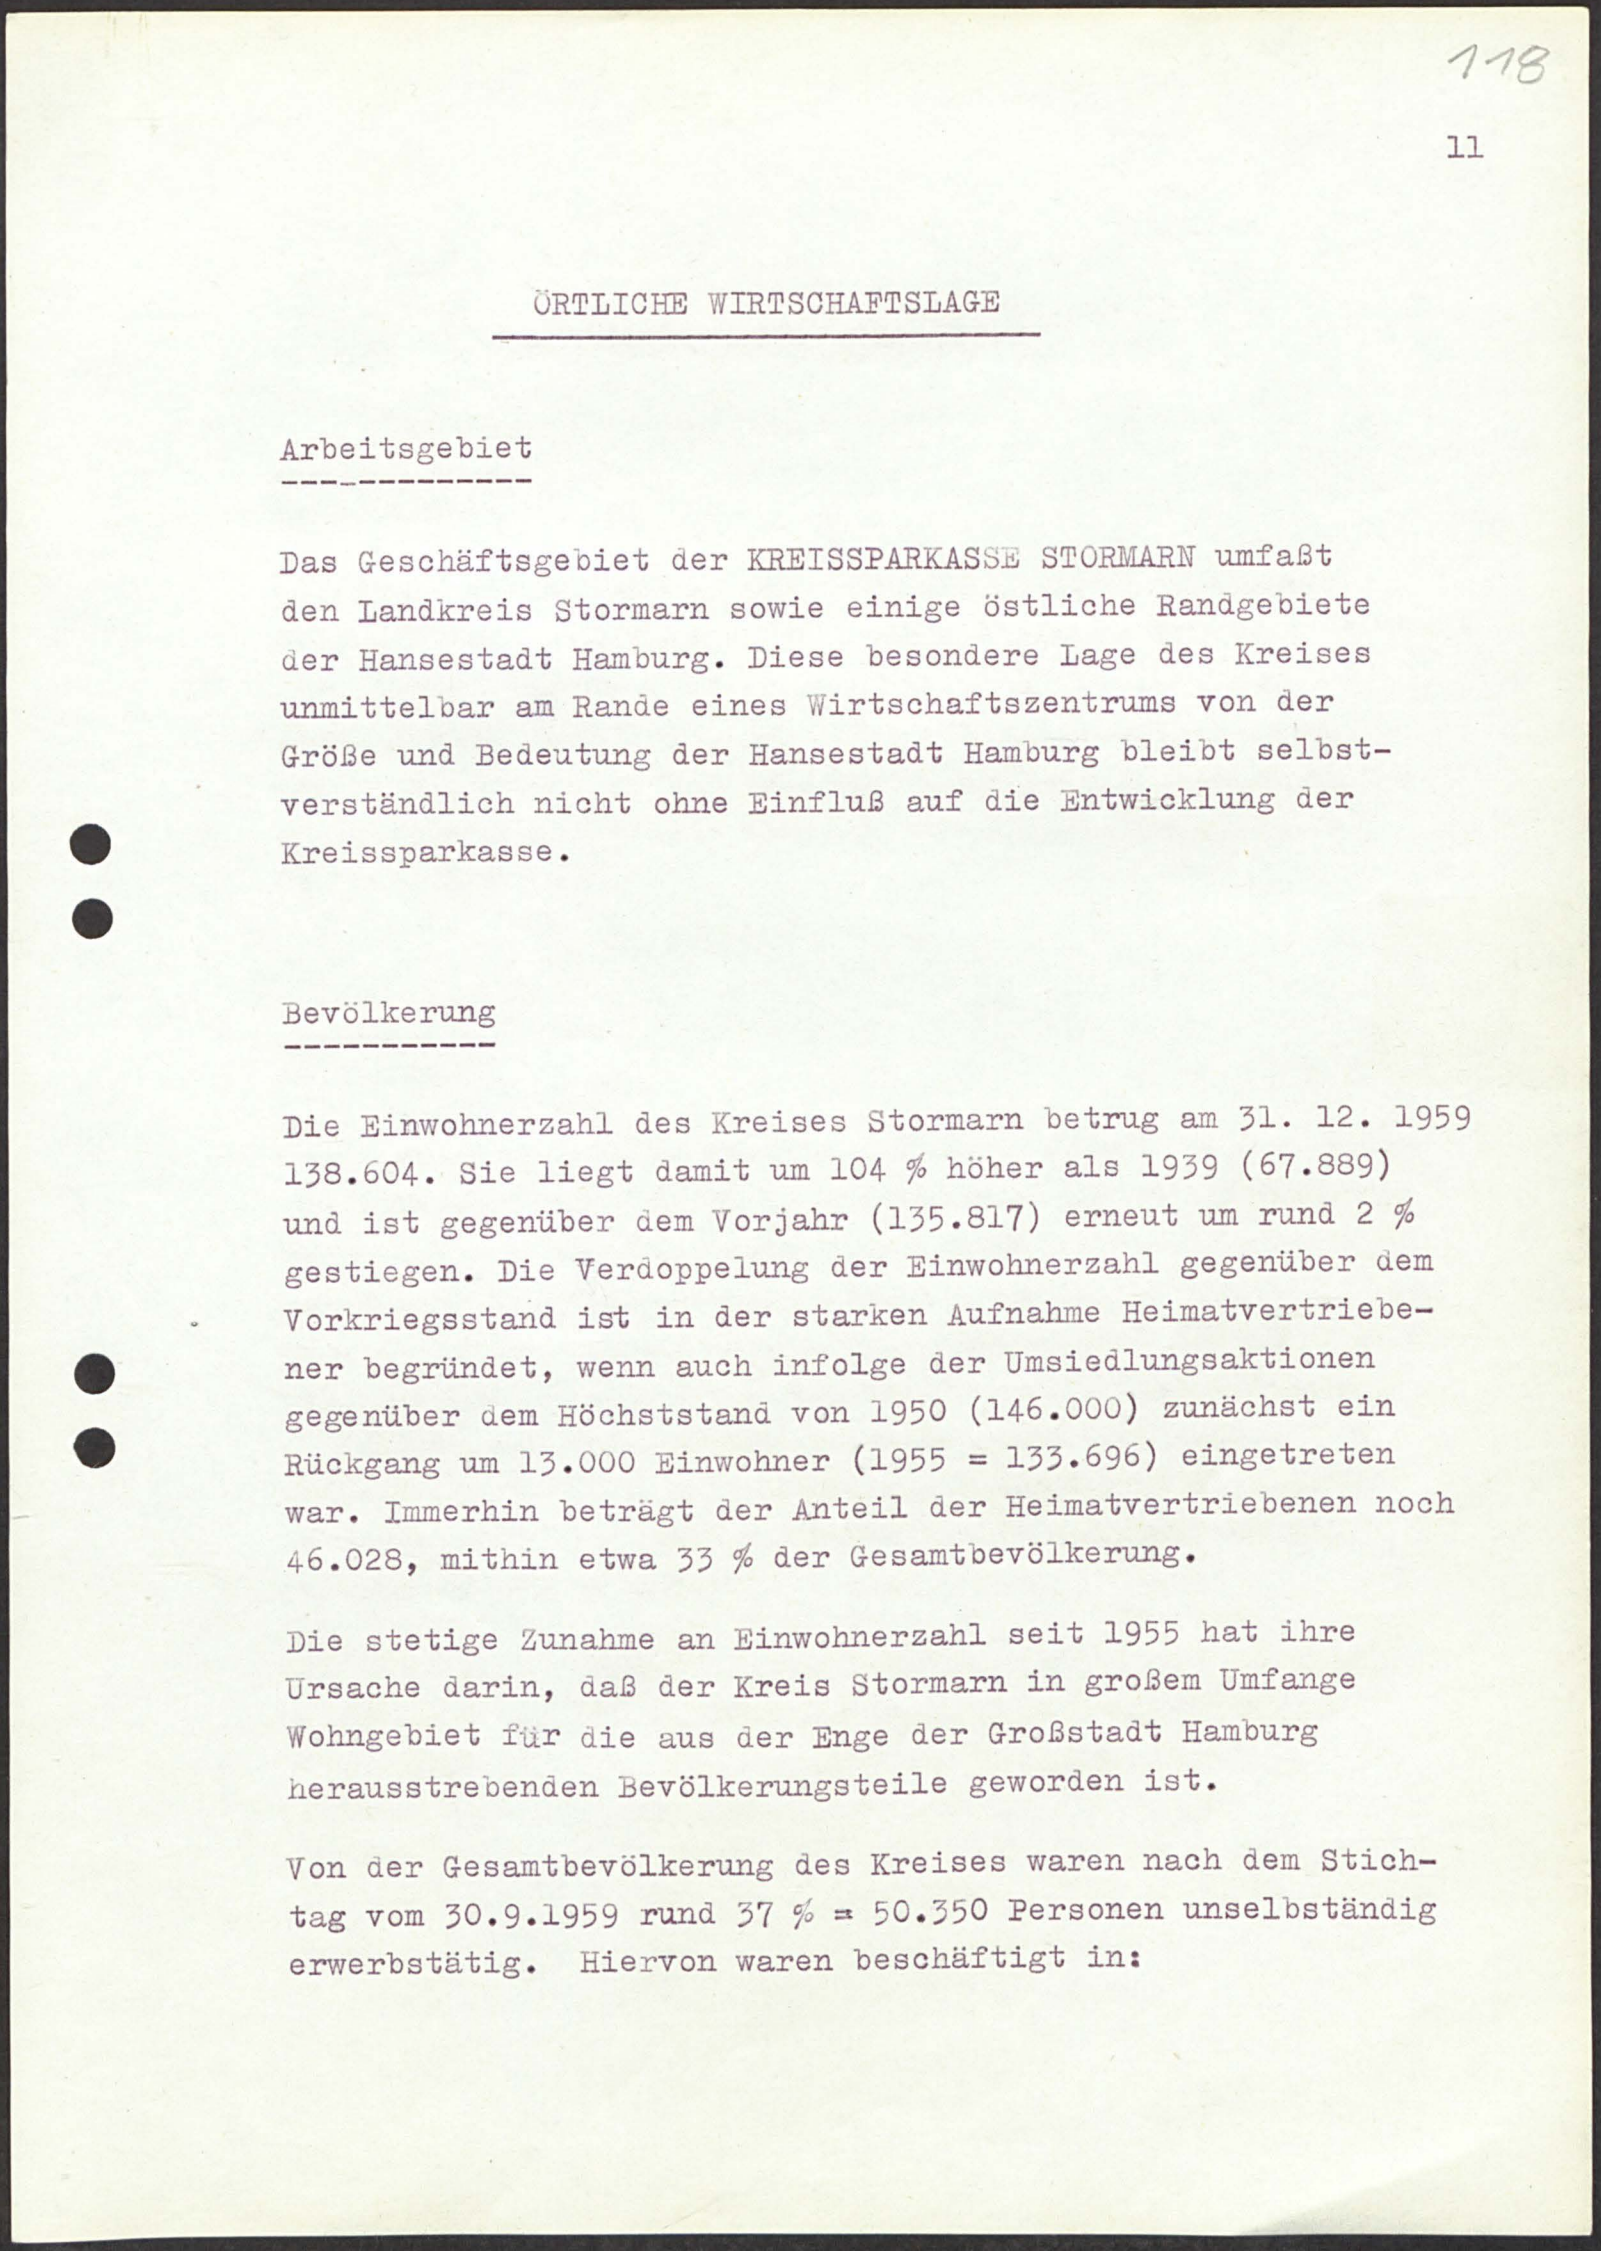 118
11
ÖRTLICHE WIRTSCHAFTSLAGE
Arbeitsgebiet
Das Geschäftsgebiet der KREISSPARKASSE STORMARN umfaßt
den Landkreis Stormarn sowie einige östliche Randgebiete
der Hansestadt Hamburg. Diese besondere Lage des Kreises
unmittelbar am Rande eines Wirtschaftszentrums von der
Größe und Bedeutung der Hansestadt Hamburg bleibt selbst-
verständlich nicht ohne Einfluß auf die Entwicklung der
Kreissparkasse.
Bevölkerung
Die Einwohnerzahl des Kreises Stormarn betrug am 31. 12. 1959
138.604. Sie liegt damit um 104 % höher als 1939 (67.889)
und ist gegenüber dem Vorjahr (135.817) erneut um rund 2 %
gestiegen. Die Verdoppelung der Einwohnerzahl gegenüber dem
Vorkriegsstand ist in der starken Aufnahme Heimatvertriebe-
ner begründet, wenn auch infolge der Umsiedlungsaktionen
gegenüber dem Höchststand von 1950 (146.000) zunächst ein
Rückgang um 13.000 Einwohner (1955 = 133.696) eingetreten
war. Immerhin beträgt der Anteil der Heimatvertriebenen noch
46.028, mithin etwa 33 % der Gesamtbevölkerung.
Die stetige Zunahme an Einwohnerzahl seit 1955 hat ihre
Ursache darin, daß der Kreis Stormarn in großem Umfange
Wohngebiet für die aus der Enge der Großstadt Hamburg
herausstrebenden Bevölkerungsteile geworden ist.
Von der Gesamtbevölkerung des Kreises waren nach dem Stich-
tag vom 30.9.1959 rund 37 % = 50.350 Personen unselbständig
erwerbstätig. Hiervon waren beschäftigt in: